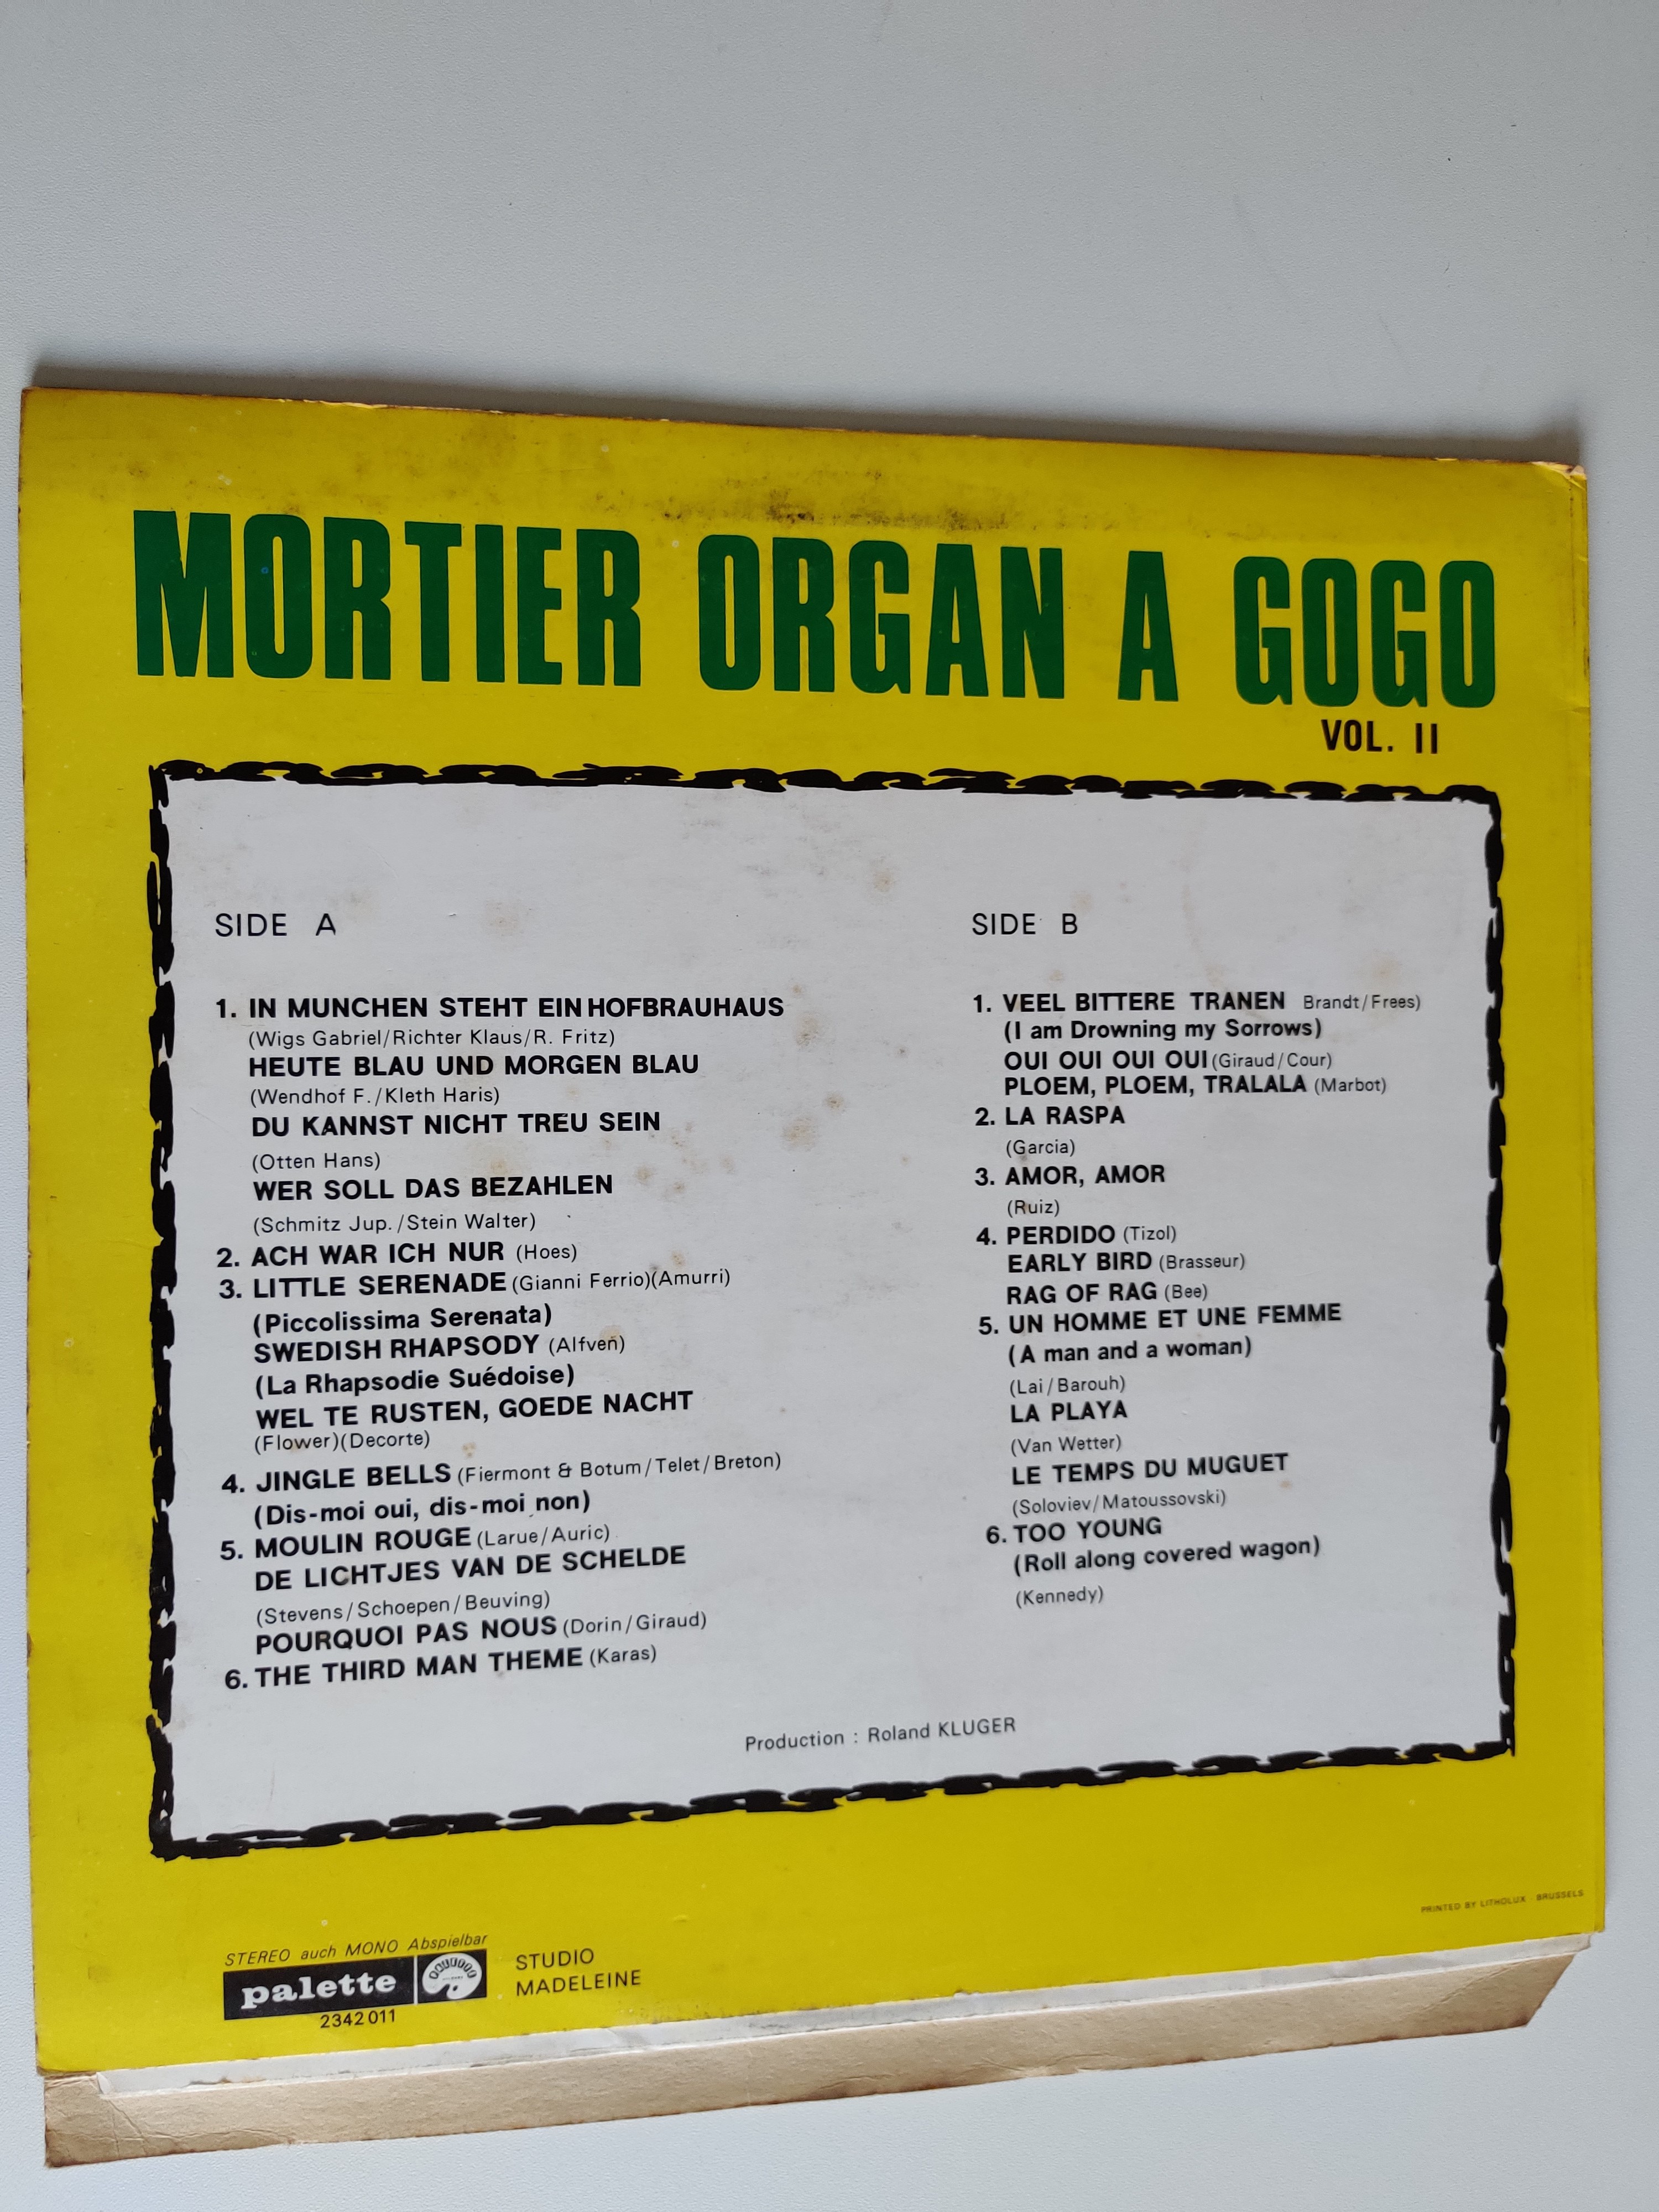 MORTIER ORGAN A GOGO
VOL. II
SIDE A
1. IN MUNCHEN STEHT EIN HOFBRAUHAUS
(Wigs Gabriel/Richter Klaus/R. Fritz)
HEUTE BLAU UND MORGEN BLAU
(Wendhof F./Kleth Haris)
DU KANNST NICHT TREU SEIN
(Otten Hans)
WER SOLL DAS BEZAHLEN
(Schmitz Jup./Stein Walter)
2. ACH WAR ICH NUR (Hoes)
3. LITTLE SERENADE (Gianni Ferrio)(Amurri)
(Piccolissima Serenata)
SWEDISH RHAPSODY (Alfven)
(La Rhapsodie Suédoise)
WEL TE RUSTEN, GOEDE NACHT
(Flower)(Decorte)
4. JINGLE BELLS (Fiermont & Botum/Telet/Breton)
(Dis-moi oui, dis-moi non)
5. MOULIN ROUGE (Larue/Auric)
DE LICHTJES VAN DE SCHELDE
(Stevens/Schoepen/Beuving)
POURQUOI PAS NOUS (Dorin/Giraud)
6. THE THIRD MAN THEME (Karas)
SIDE B
1. VEEL BITTERE TRANEN Brandt/Frees)
(I am Drowning my Sorrows)
OUI OUI OUI OUI (Giraud/Cour)
PLOEM, PLOEM, TRALALA (Marbot)
2. LA RASPA
(Garcia)
3. AMOR, AMOR
(Ruiz)
4. PERDIDO (Tizol)
EARLY BIRD (Brasseur)
RAG OF RAG (Bee)
5. UN HOMME ET UNE FEMME
(A man and a woman)
(Lai/Barouh)
LA PLAYA
(Van Wetter)
LE TEMPS DU MUGUET
(Soloviev/Matoussovski)
6. TOO YOUNG
(Roll along covered wagon)
(Kennedy)
Production : Roland KLUGER
PRINTED BY LITHOLUX - BRUSSELS
STEREO auch MONO Abspielbar
palette
2342011
STUDIO
MADELEINE